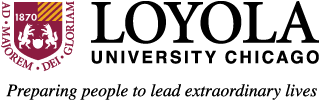 AD • MAJOREM • DEI • GLORIAM
1870
LOYOLA
UNIVERSITY CHICAGO
Preparing people to lead extraordinary lives